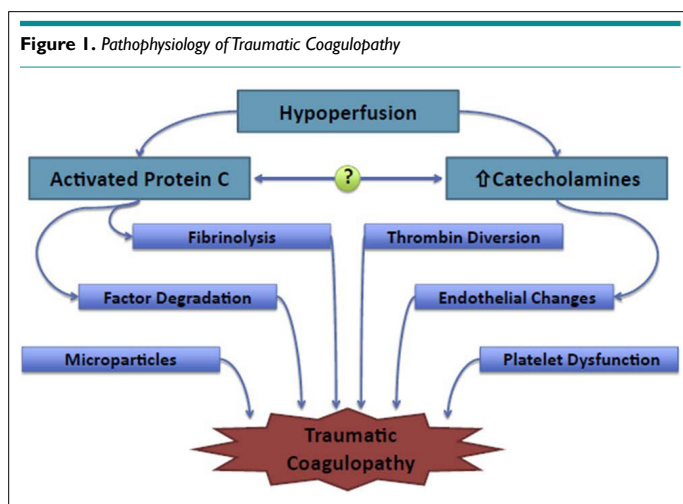 Figure 1. Pathophysiology of Traumatic Coagulopathy
Hypoperfusion
Activated Protein C
?
⇧Catecholamines
Fibrinolysis
Thrombin Diversion
Factor Degradation
Endothelial Changes
Microparticles
Platelet Dysfunction
Traumatic
Coagulopathy